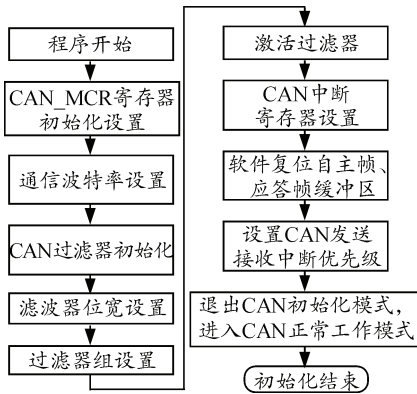 程序开始
CAN_MCR寄存器
初始化设置
通信波特率设置
CAN过滤器初始化
滤波器位宽设置
过滤器组设置
激活过滤器
CAN中断
寄存器设置
软件复位自主帧、
应答帧缓冲区
设置CAN发送
接收中断优先级
退出CAN初始化模式,
进入CAN正常工作模式
初始化结束